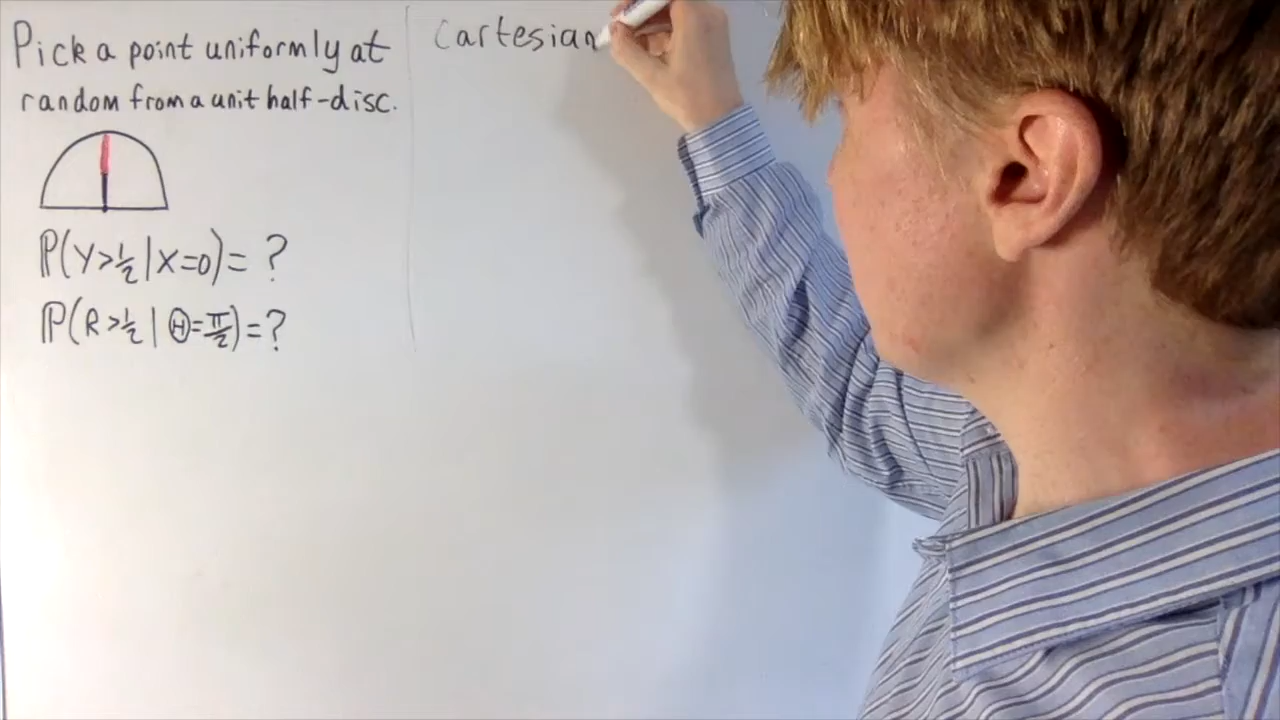 Pick a point uniformly at
random from a unit half-disc.
ℙ(Y>½|X=0)= ?
ℙ(R>½|Θ=π/2)=?
Cartesian